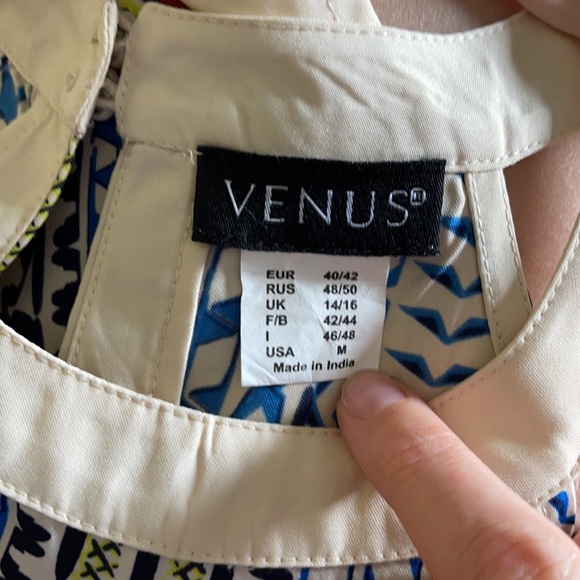 VENUS®
EUR 40/42
RUS 48/50
UK 14/16
F/B 42/44
I 46/48
USA M
Made in India